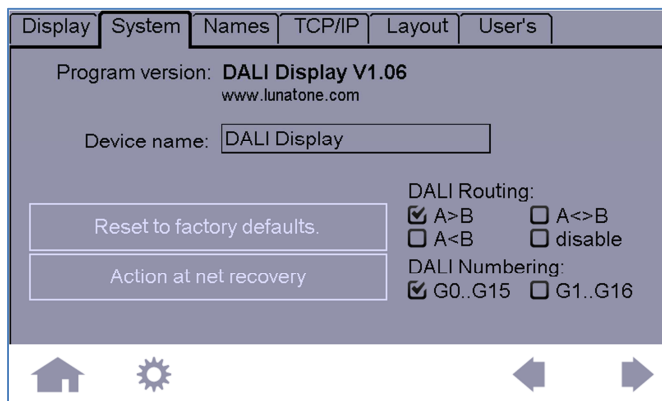 Display System Names TCP/IP Layout User's
Program version: DALI Display V1.06
www.lunatone.com
Device name: DALI Display
DALI Routing:
A>B A<>B
Reset to factory defaults.
A<B disable
DALI Numbering:
Action at net recovery
G0..G15 G1..G16